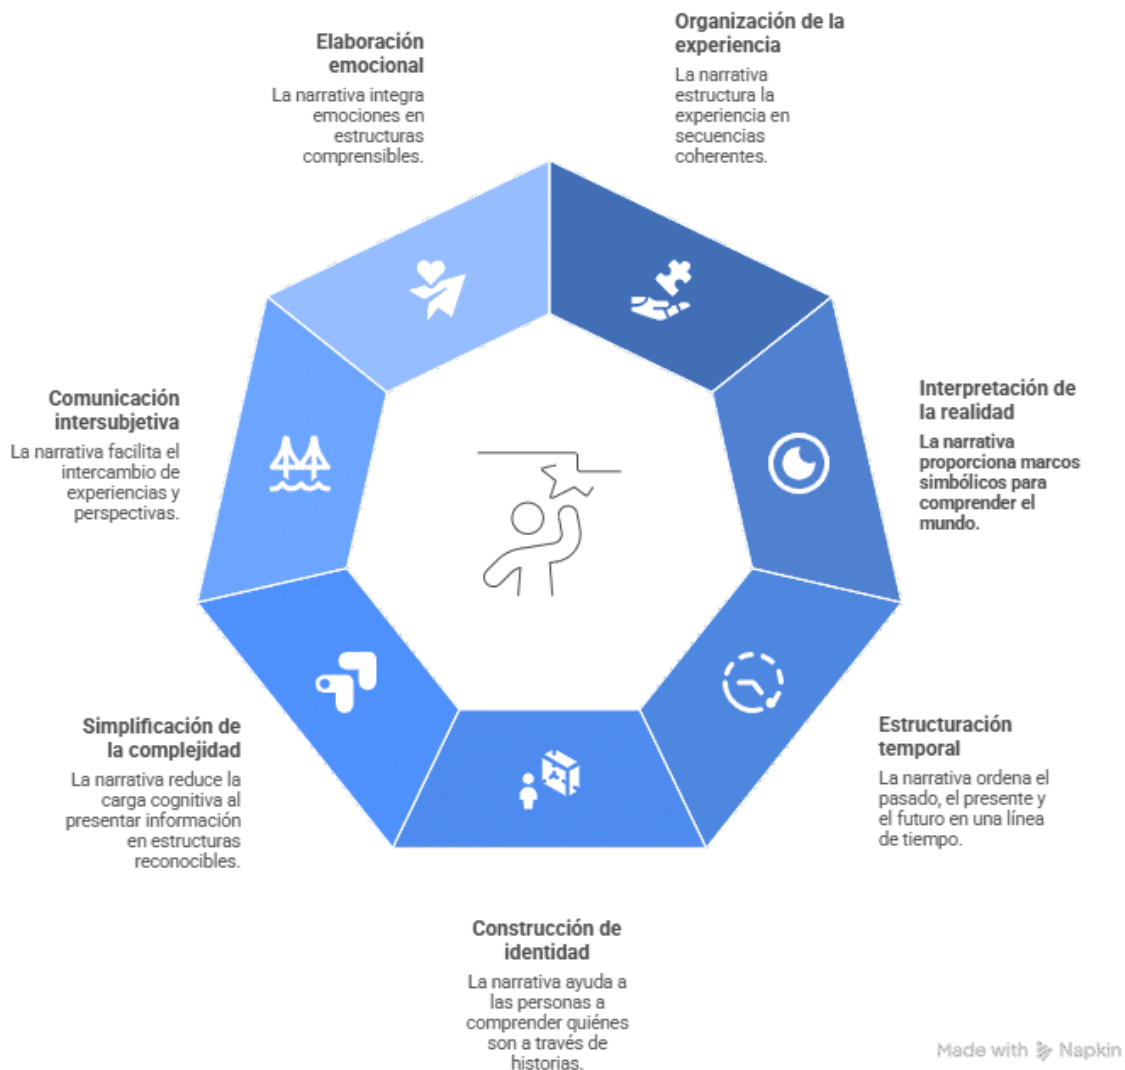 Organización de la
experiencia
La narrativa
estructura la
experiencia en
secuencias
coherentes.
Interpretación de
la realidad
La narrativa
proporciona marcos
simbólicos para
comprender el
mundo.
Estructuración
temporal
La narrativa ordena el
pasado, el presente y
el futuro en una línea
de tiempo.
Construcción de
identidad
La narrativa ayuda a
las personas a
comprender quiénes
son a través de
historias.
Simplificación de
la complejidad
La narrativa reduce la
carga cognitiva al
presentar información
en estructuras
reconocibles.
Comunicación
intersubjetiva
La narrativa facilita el
intercambio de
experiencias y
perspectivas.
Elaboración
emocional
La narrativa integra
emociones en
estructuras
comprensibles.
Made with Napkin